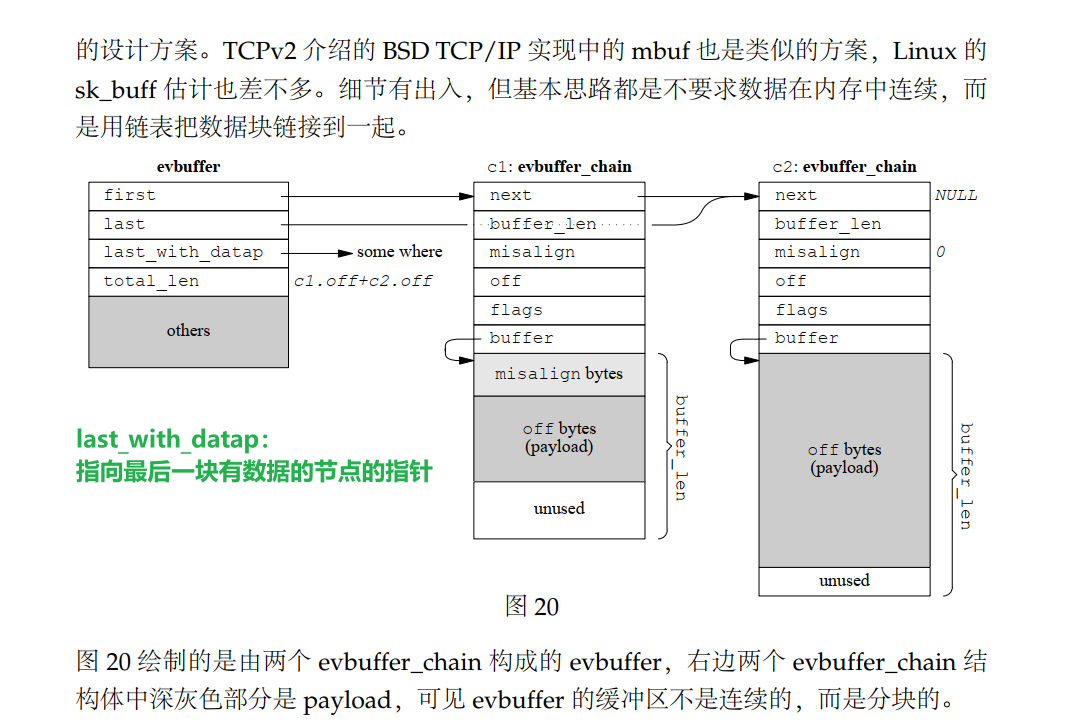 的设计方案。TCPv2 介绍的 BSD TCP/IP 实现中的 mbuf 也是类似的方案，Linux 的
sk_buff 估计也差不多。细节有出入，但基本思路都是不要求数据在内存中连续，而
是用链表把数据块链接到一起。
evbuffer
first
last
last_with_datap
some where
total_len
c1.off+c2.off
others
c1: evbuffer_chain
next
buffer_len
misalign
off
flags
buffer
misalign bytes
off bytes
(payload)
unused
buffer_len
c2: evbuffer_chain
next
NULL
buffer_len
misalign
0
off
flags
buffer
off bytes
(payload)
unused
buffer_len
last_with_datap：
指向最后一块有数据的节点的指针
图 20
图 20 绘制的是由两个 evbuffer_chain 构成的 evbuffer，右边两个 evbuffer_chain 结
构体中深灰色部分是 payload，可见 evbuffer 的缓冲区不是连续的，而是分块的。